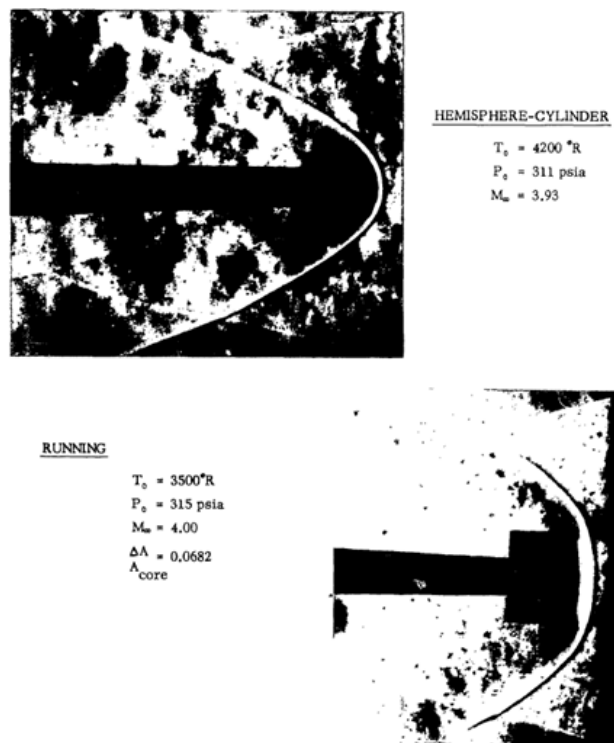 HEMISPHERE-CYLINDER
T₀ = 4200 °R
P₀ = 311 psia
M∞ = 3.93
RUNNING
T₀ = 3500°R
P₀ = 315 psia
M∞ = 4.00
ΔA
A core = 0.0682